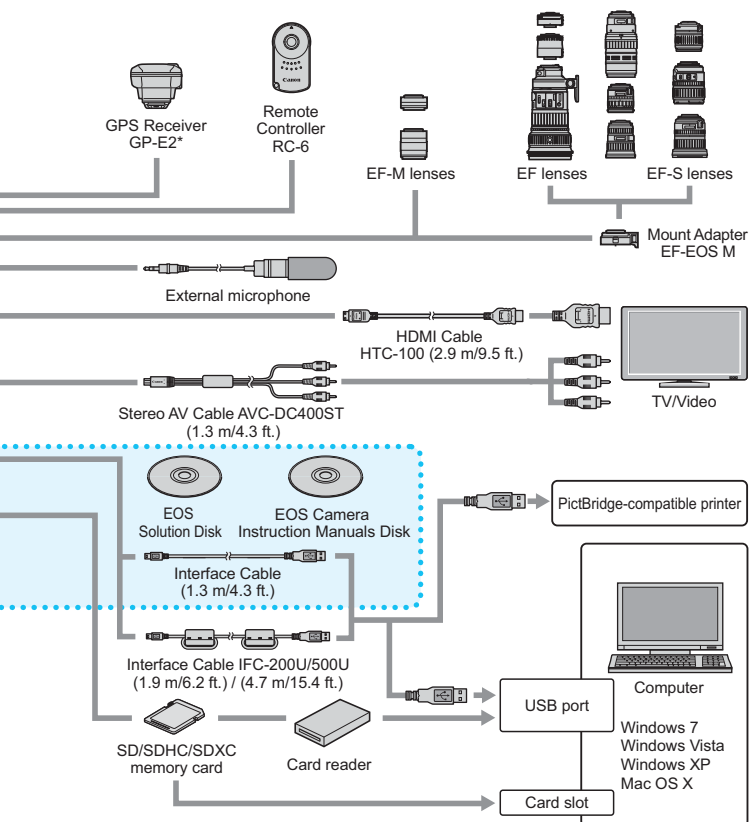 Canon
GPS Receiver
GP-E2*
Remote
Controller
RC-6
EF-M lenses
EF lenses
EF-S lenses
Mount Adapter
EF-EOS M
External microphone
HDMI Cable
HTC-100 (2.9 m/9.5 ft.)
TV/Video
Stereo AV Cable AVC-DC400ST
(1.3 m/4.3 ft.)
EOS
Solution Disk
EOS Camera
Instruction Manuals Disk
PictBridge-compatible printer
Interface Cable
(1.3 m/4.3 ft.)
Interface Cable IFC-200U/500U
(1.9 m/6.2 ft.) / (4.7 m/15.4 ft.)
Computer
USB port
Windows 7
Windows Vista
Windows XP
Mac OS X
SD/SDHC/SDXC
memory card
Card reader
Card slot